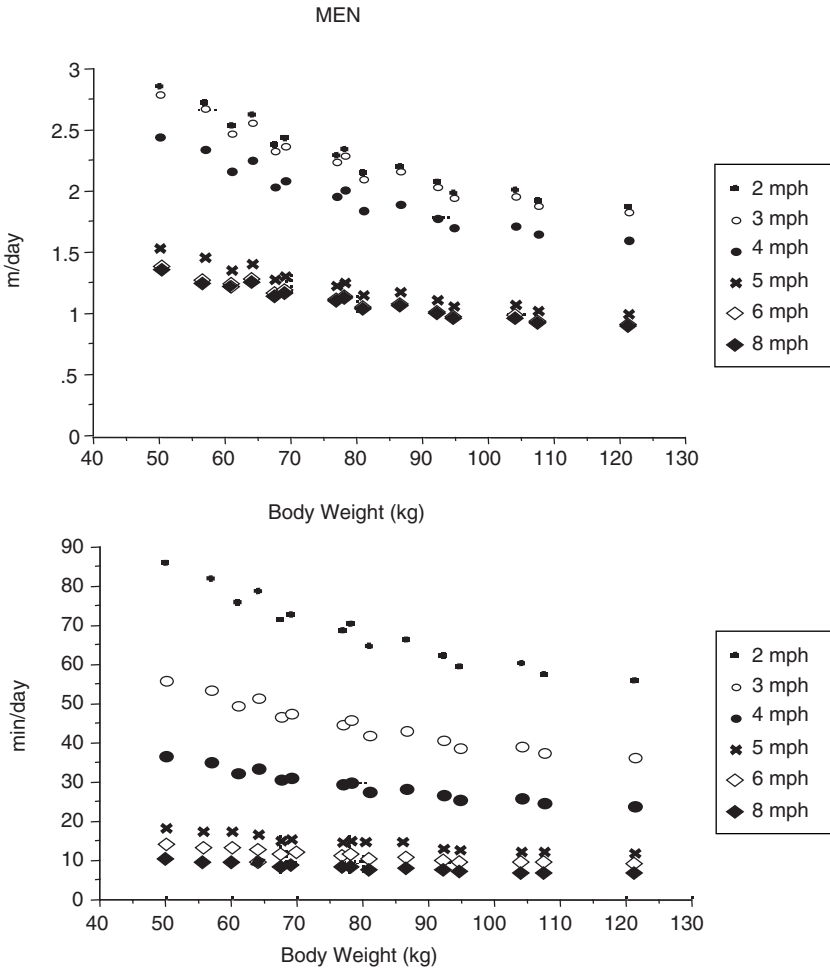 MEN
3
2.5
2
1.5
1
.5
0
m/day
40 50 60 70 80 90 100 110 120 130
Body Weight (kg)
2 mph
3 mph
4 mph
5 mph
6 mph
8 mph
90
80
70
60
50
40
30
20
10
0
min/day
40 50 60 70 80 90 100 110 120 130
Body Weight (kg)
2 mph
3 mph
4 mph
5 mph
6 mph
8 mph